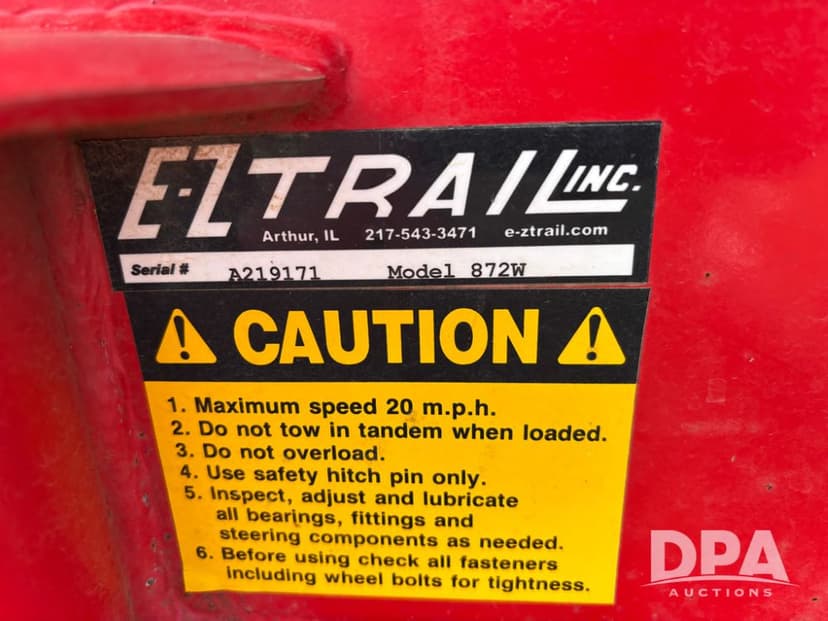 E-Z TRAIL INC.
Arthur, IL 217-543-3471 e-ztrail.com
Serial # A219171 Model 872W
CAUTION
1. Maximum speed 20 m.p.h.
2. Do not tow in tandem when loaded.
3. Do not overload.
4. Use safety hitch pin only.
5. Inspect, adjust and lubricate
all bearings, fittings and
steering components as needed.
6. Before using check all fasteners
including wheel bolts for tightness.
DPA
AUCTIONS